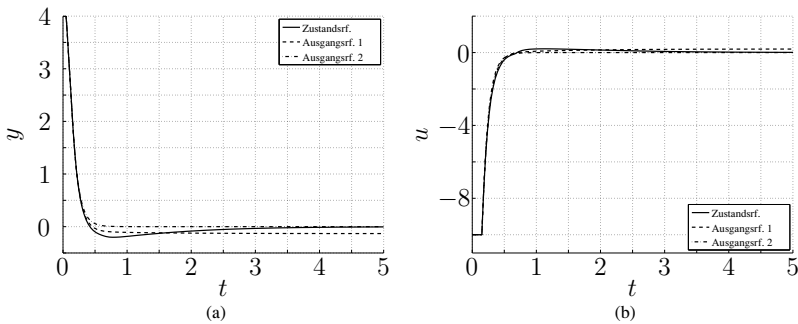 4
3
2
1
0
y
Zustandsrf.
Ausgangsrf. 1
Ausgangsrf. 2
0 1 2 3 4 5
t
(a)
0
−4
−8
u
Zustandsrf.
Ausgangsrf. 1
Ausgangsrf. 2
0 1 2 3 4 5
t
(b)